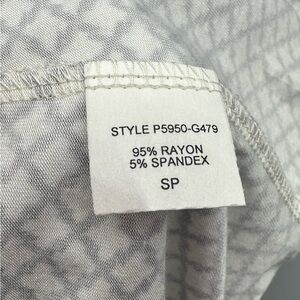 STYLE P5950-G479
95% RAYON
5% SPANDEX
SP